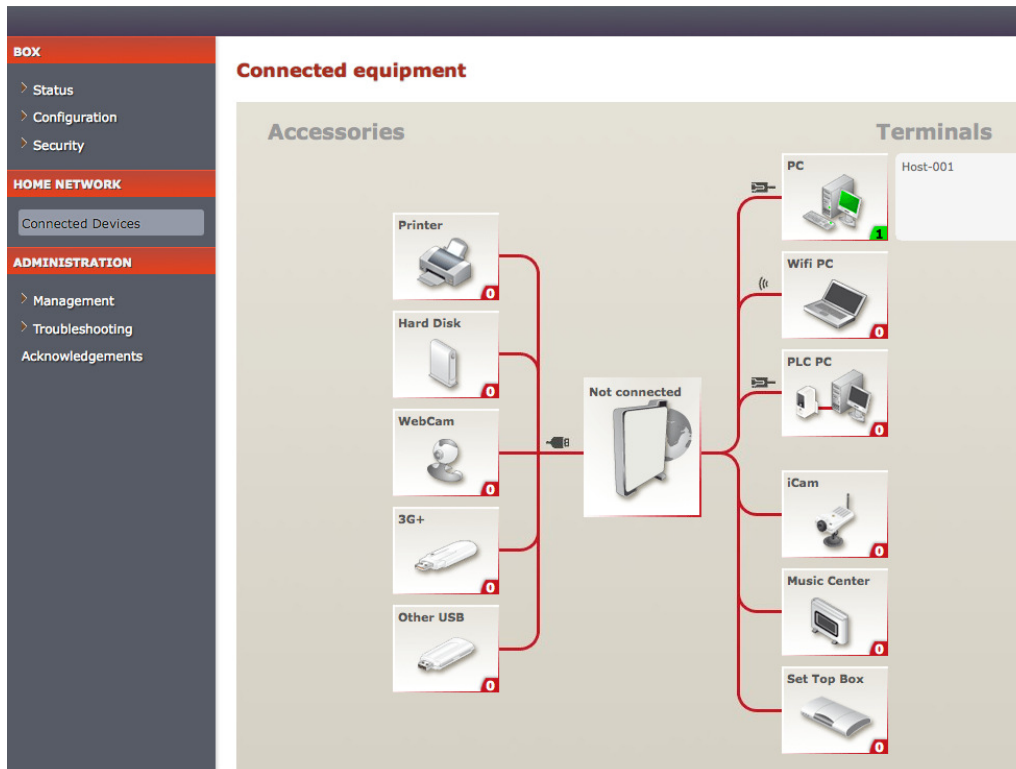 BOX
Status
Configuration
Security
HOME NETWORK
Connected Devices
ADMINISTRATION
Management
Troubleshooting
Acknowledgements
Connected equipment
Accessories
Printer
0
Hard Disk
0
WebCam
0
3G+
0
Other USB
0
Not connected
Terminals
PC
1
Host-001
Wifi PC
0
PLC PC
0
iCam
0
Music Center
0
Set Top Box
0